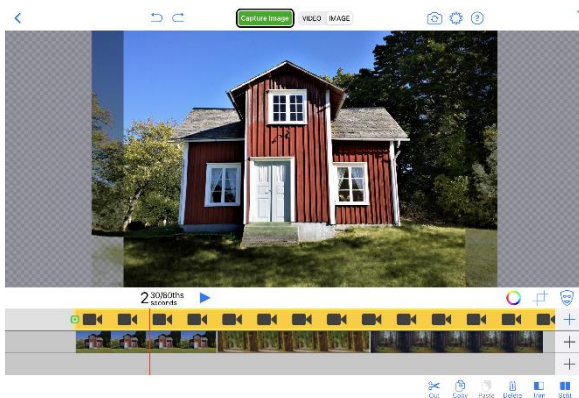 Capture Image VIDEO IMAGE
2 30/60ths seconds
Cut Copy Paste Delete Trim Split